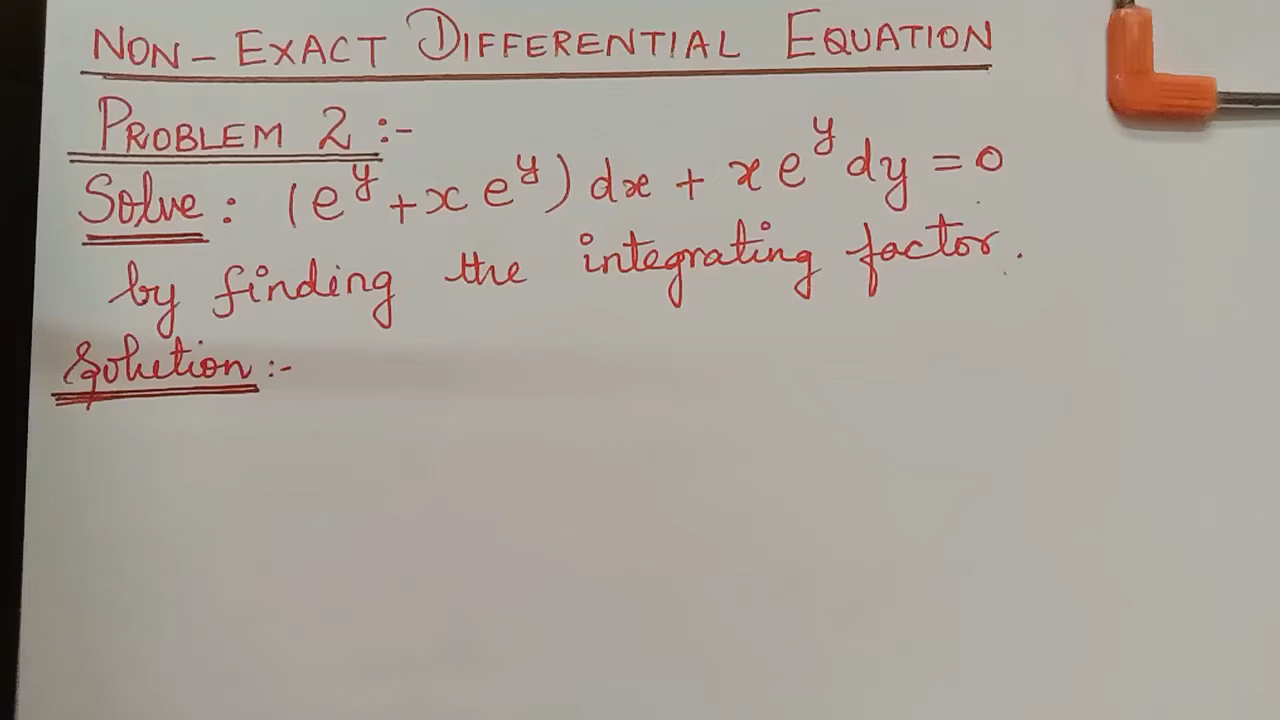 NON-EXACT DIFFERENTIAL EQUATION
PROBLEM 2 :-
Solve : (e^y + x e^y) dx + x e^y dy = 0
by finding the integrating factor.
Solution :-